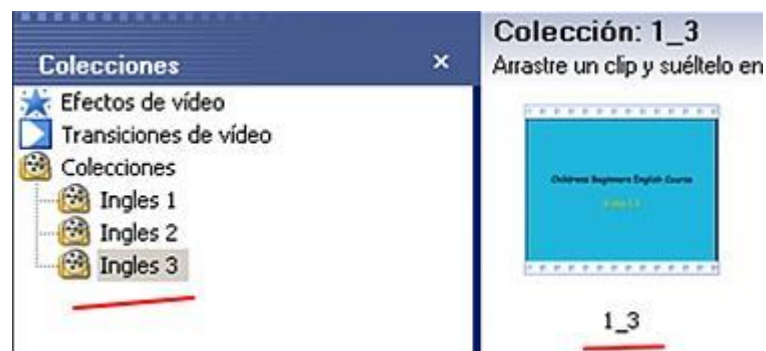 Colecciones
Efectos de vídeo
Transiciones de vídeo
Colecciones
Ingles 1
Ingles 2
Ingles 3
Colección: 1_3
Arrastre un clip y suéltelo en
Childrens Beginners English Course
1_3